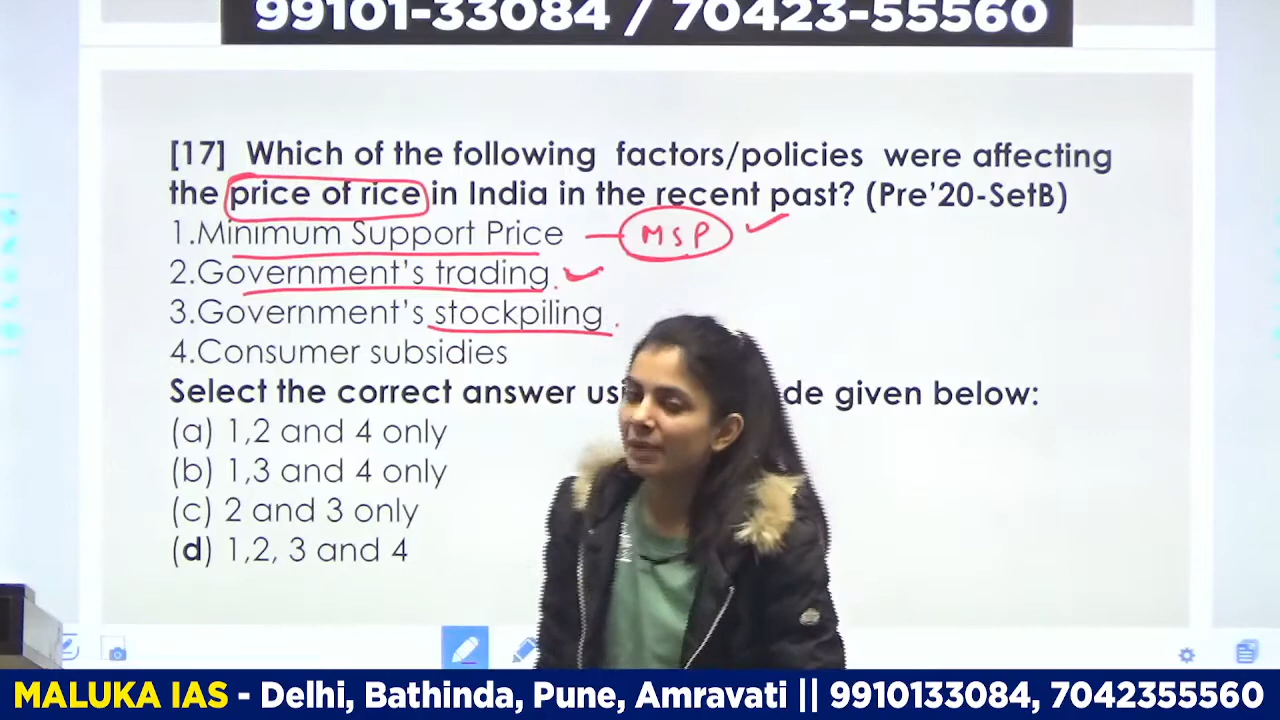 99101-33084 / 70423-55560
[17] Which of the following factors/policies were affecting
the price of rice in India in the recent past? (Pre'20-SetB)
1.Minimum Support Price — MSP ✓
2.Government's trading. ✓
3.Government's stockpiling.
4.Consumer subsidies
Select the correct answer us de given below:
(a) 1,2 and 4 only
(b) 1,3 and 4 only
(c) 2 and 3 only
(d) 1,2, 3 and 4
MALUKA IAS - Delhi, Bathinda, Pune, Amravati || 9910133084, 7042355560